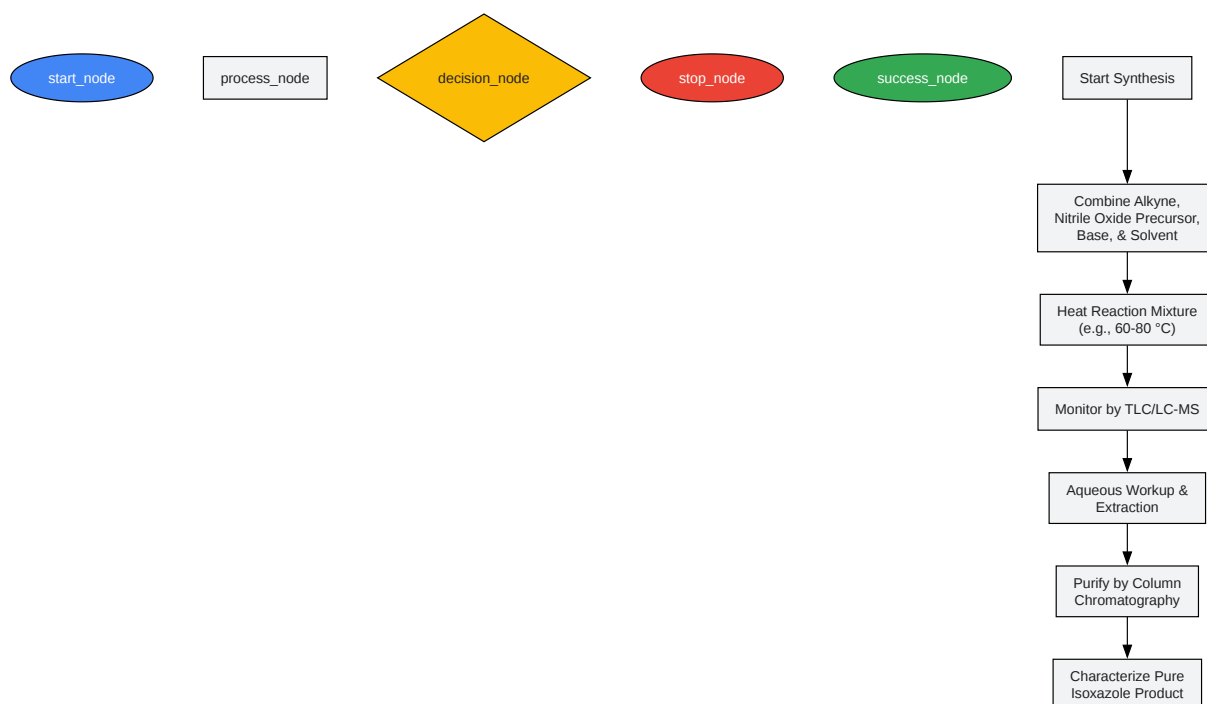 start_node
process_node
decision_node
stop_node
success_node
Start Synthesis
Combine Alkyne,
Nitrile Oxide Precursor,
Base, & Solvent
Heat Reaction Mixture
(e.g., 60-80 °C)
Monitor by TLC/LC-MS
Aqueous Workup &
Extraction
Purify by Column
Chromatography
Characterize Pure
Isoxazole Product